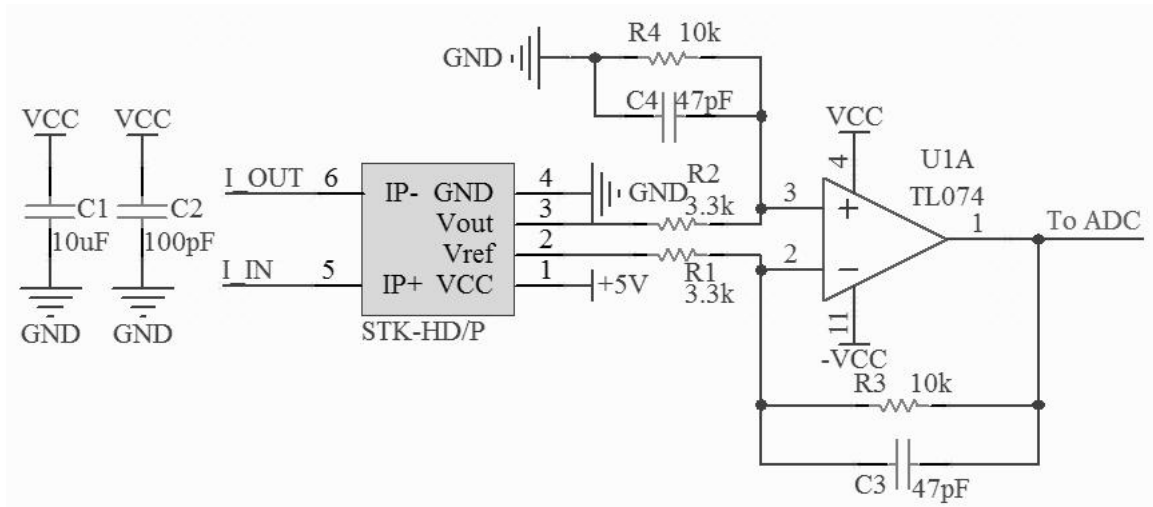 R4 10k
GND
C4 47pF
VCC VCC VCC
4
U1A
I_OUT 6 IP- GND 4 GND R2
TL074
C1 C2 Vout 3 3.3k 3 + 1 To ADC
10uF 100pF Vref 2 2 −
I_IN 5 IP+ VCC 1 +5V R1
3.3k
GND GND STK-HD/P 11
-VCC
R3 10k
C3 47pF